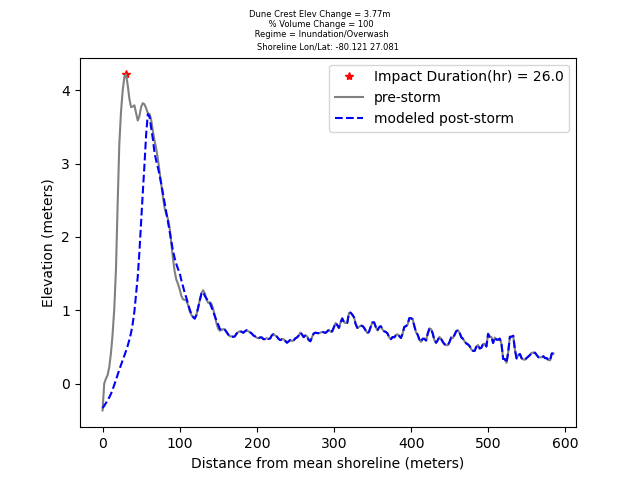 Dune Crest Elev Change = 3.77m
% Volume Change = 100
Regime = Inundation/Overwash
Shoreline Lon/Lat: -80.121 27.081
Impact Duration(hr) = 26.0
pre-storm
modeled post-storm
Elevation (meters)
4
3
2
1
0
0 100 200 300 400 500 600
Distance from mean shoreline (meters)